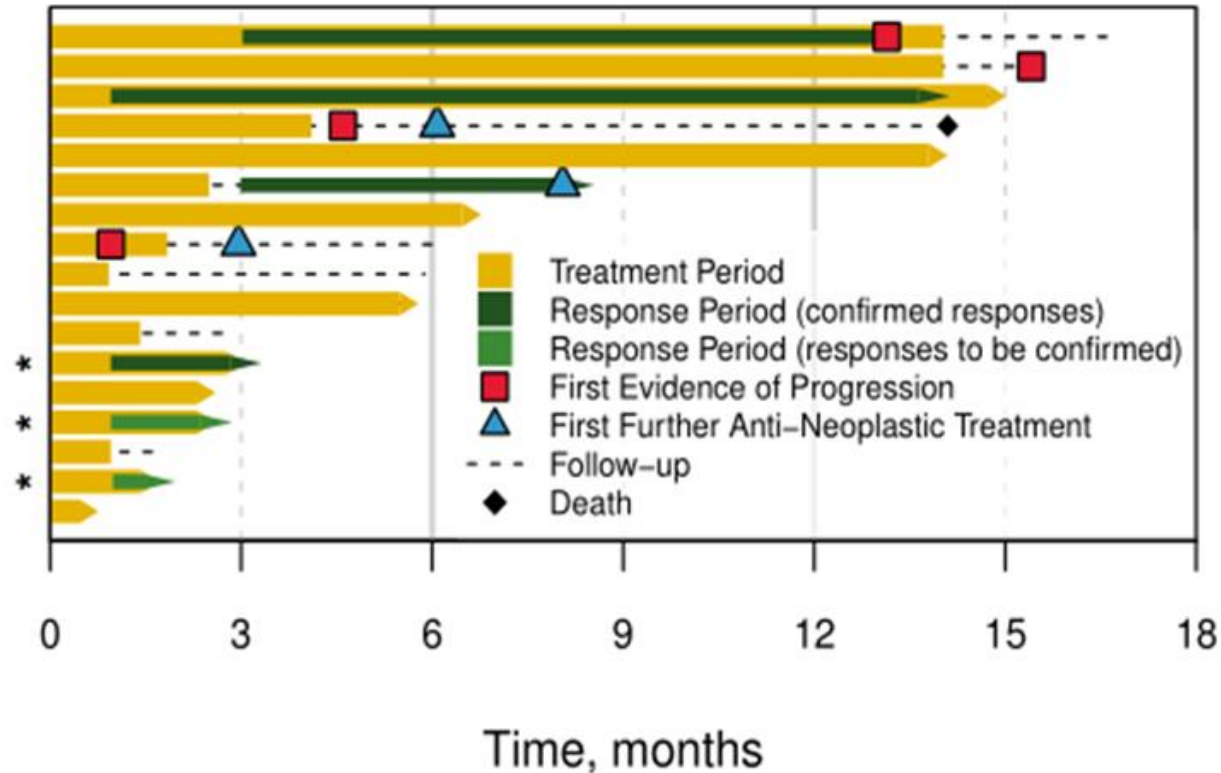 Treatment Period
Response Period (confirmed responses)
Response Period (responses to be confirmed)
First Evidence of Progression
First Further Anti−Neoplastic Treatment
Follow−up
Death
*
*
*
0 3 6 9 12 15 18
Time, months